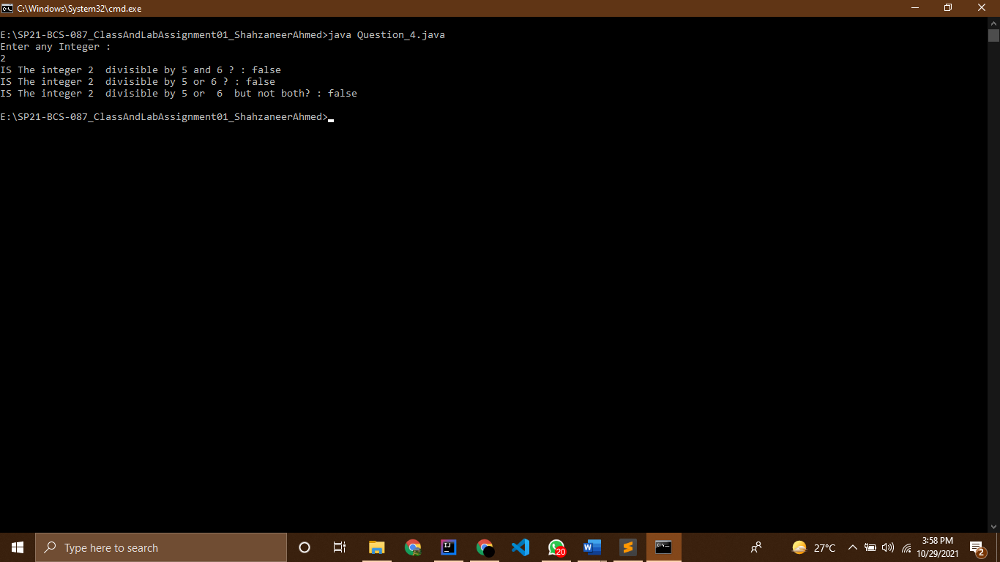 C:\Windows\System32\cmd.exe
E:\SP21-BCS-087_ClassAndLabAssignment01_ShahzaneerAhmed>java Question_4.java
Enter any Integer :
2
IS The integer 2  divisible by 5 and 6 ? : false
IS The integer 2  divisible by 5 or 6 ? : false
IS The integer 2  divisible by 5 or  6  but not both? : false
E:\SP21-BCS-087_ClassAndLabAssignment01_ShahzaneerAhmed>
Type here to search
20
27°C
3:58 PM
10/29/2021
2